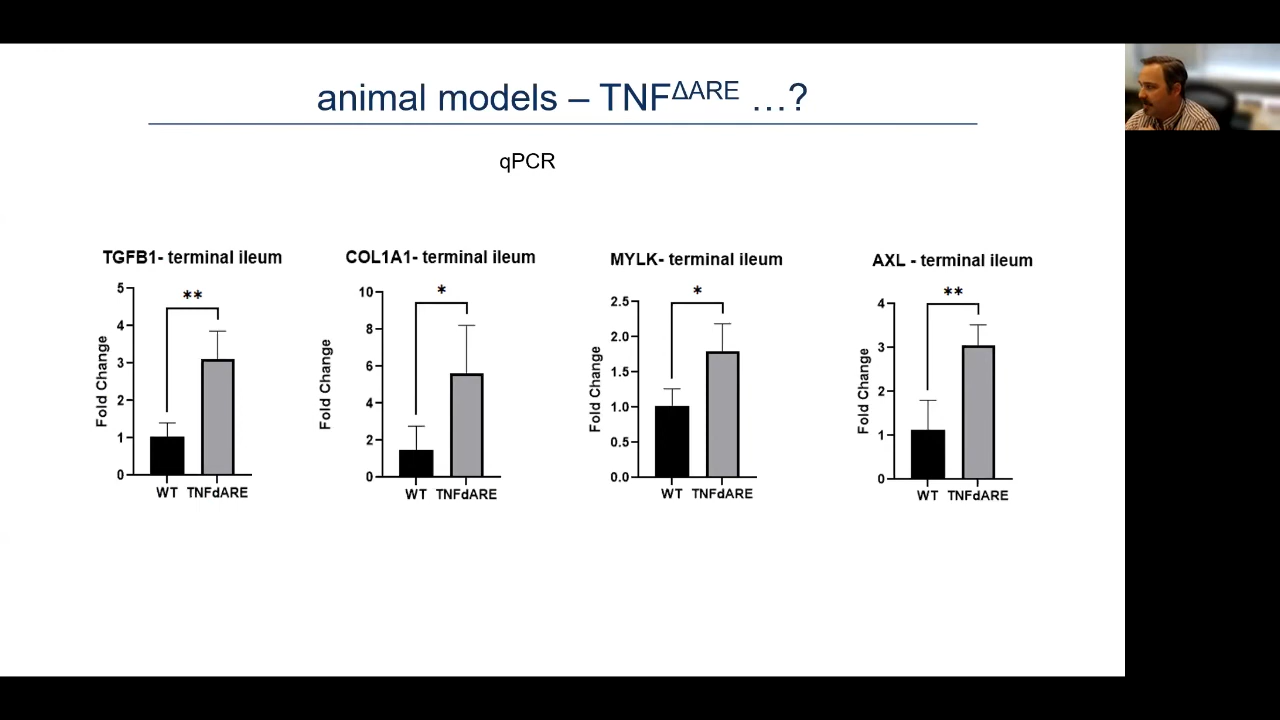 animal models – TNFΔARE …?
qPCR
TGFB1- terminal ileum
**
Fold Change
5
4
3
2
1
0
WT TNFdARE
COL1A1- terminal ileum
*
Fold Change
10
8
6
4
2
0
WT TNFdARE
MYLK- terminal ileum
*
Fold Change
2.5
2.0
1.5
1.0
0.5
0.0
WT TNFdARE
AXL - terminal ileum
**
Fold Change
4
3
2
1
0
WT TNFdARE